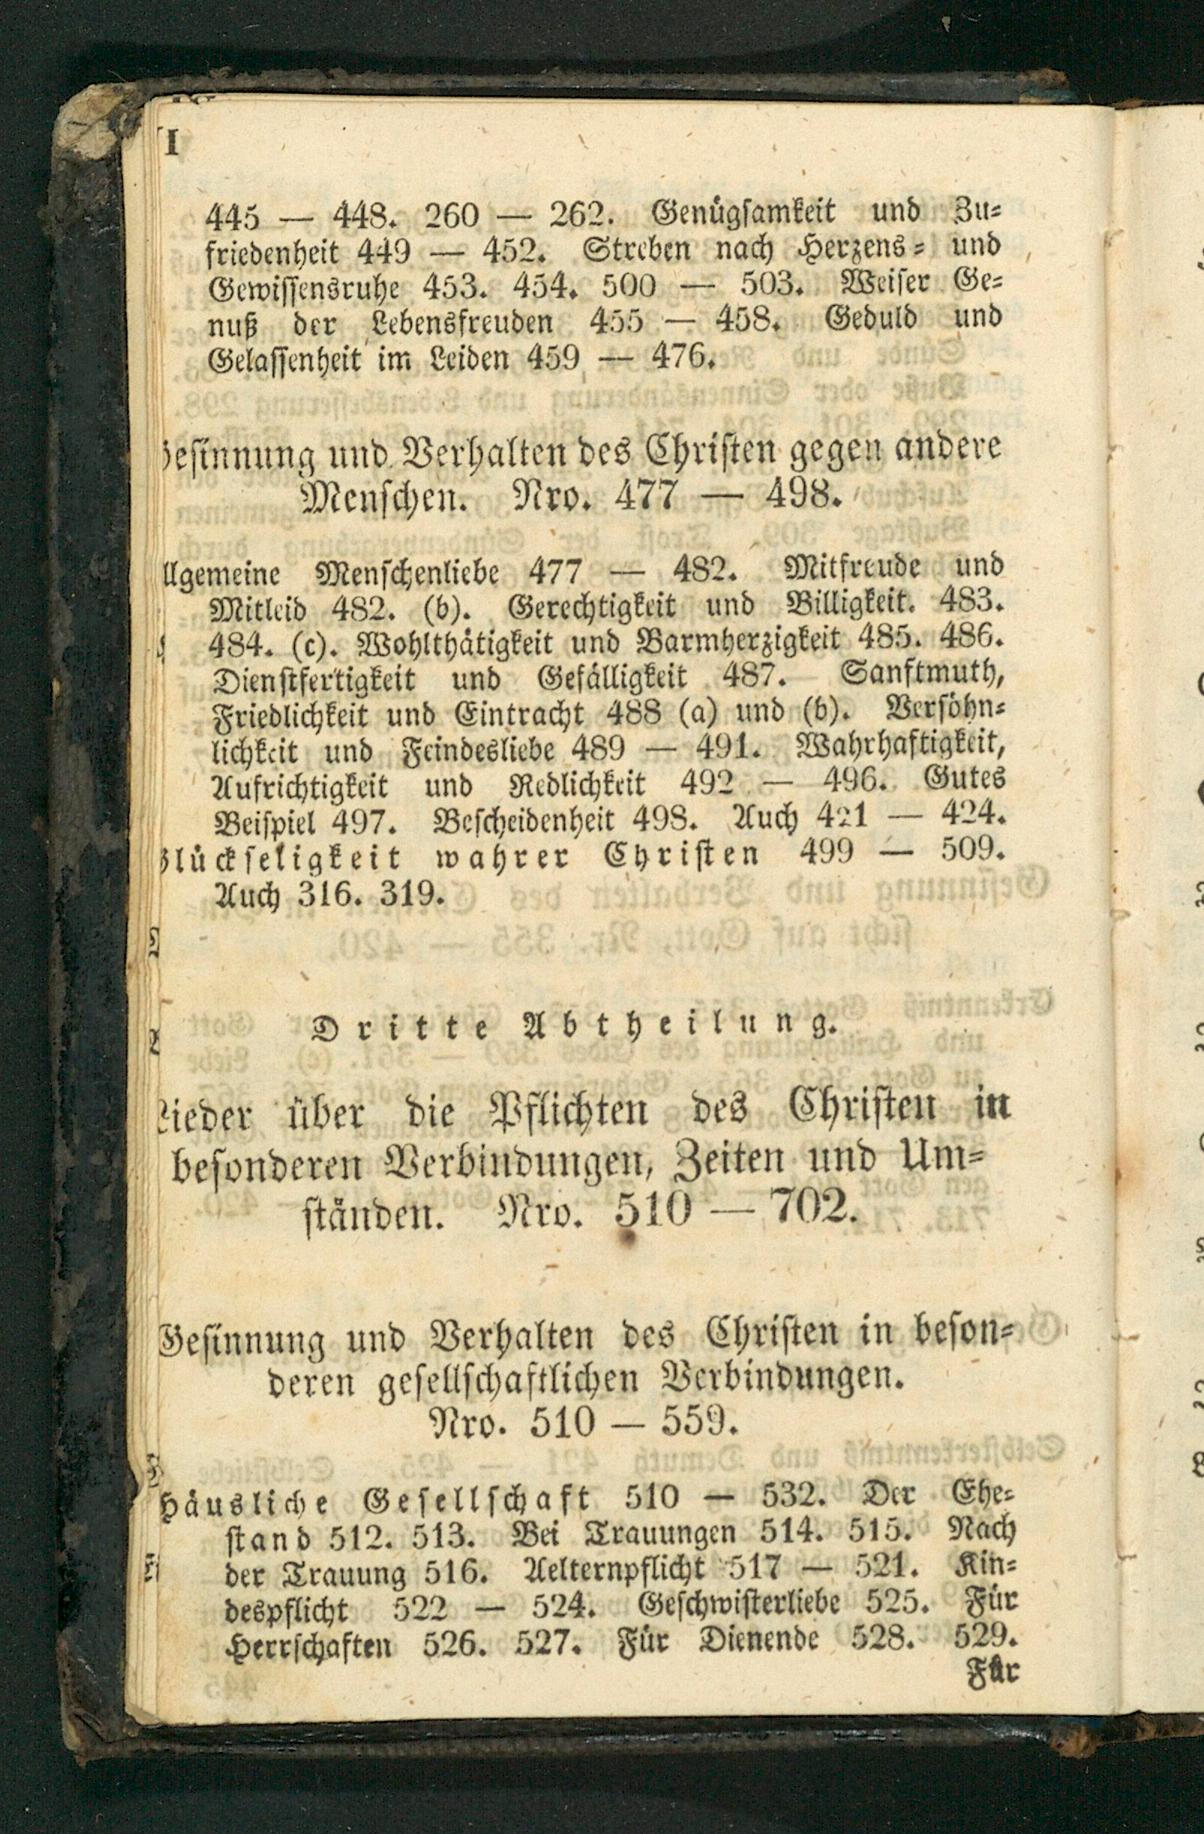 I
445 — 448. 260 — 262. Genügsamkeit und Zu-
friedenheit 449 — 452. Streben nach Herzens- und
Gewissensruhe 453. 454. 500 — 503. Weiser Ge-
nuß der Lebensfreuden 455 — 458. Geduld und
Gelassenheit im Leiden 459 — 476.
esinnung und Verhalten des Christen gegen andere
Menschen. Nro. 477 — 498.
llgemeine Menschenliebe 477 — 482. Mitfreude und
Mitleid 482. (b). Gerechtigkeit und Billigkeit. 483.
484. (c). Wohlthätigkeit und Barmherzigkeit 485. 486.
Dienstfertigkeit und Gefälligkeit 487. Sanftmuth,
Friedlichkeit und Eintracht 488 (a) und (b). Versöhn-
lichkeit und Feindesliebe 489 — 491. Wahrhaftigkeit,
Aufrichtigkeit und Redlichkeit 492 — 496. Gutes
Beispiel 497. Bescheidenheit 498. Auch 421 — 424.
lückseligkeit wahrer Christen 499 — 509.
Auch 316. 319.
Dritte Abtheilung.
Lieder über die Pflichten des Christen in
besonderen Verbindungen, Zeiten und Um-
ständen. Nro. 510 — 702.
Gesinnung und Verhalten des Christen in beson-
deren gesellschaftlichen Verbindungen.
Nro. 510 — 559.
Häusliche Gesellschaft 510 — 532. Der Ehe-
stand 512. 513. Bei Trauungen 514. 515. Nach
der Trauung 516. Aelternpflicht 517 — 521. Kin-
despflicht 522 — 524. Geschwisterliebe 525. Für
Herrschaften 526. 527. Für Dienende 528. 529.
Für